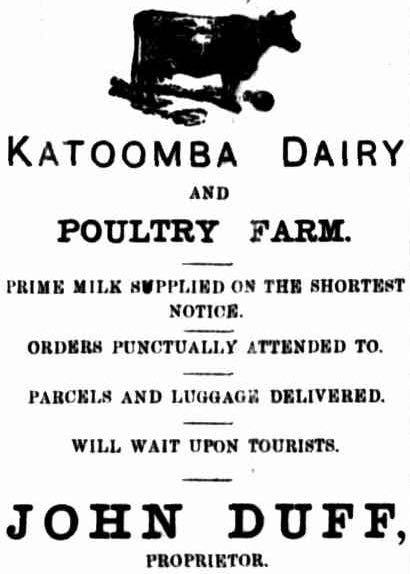 KATOOMBA DAIRY
AND
POULTRY FARM.
PRIME MILK SUPPLIED ON THE SHORTEST
NOTICE.
ORDERS PUNCTUALLY ATTENDED TO.
PARCELS AND LUGGAGE DELIVERED.
WILL WAIT UPON TOURISTS.
JOHN DUFF,
PROPRIETOR.